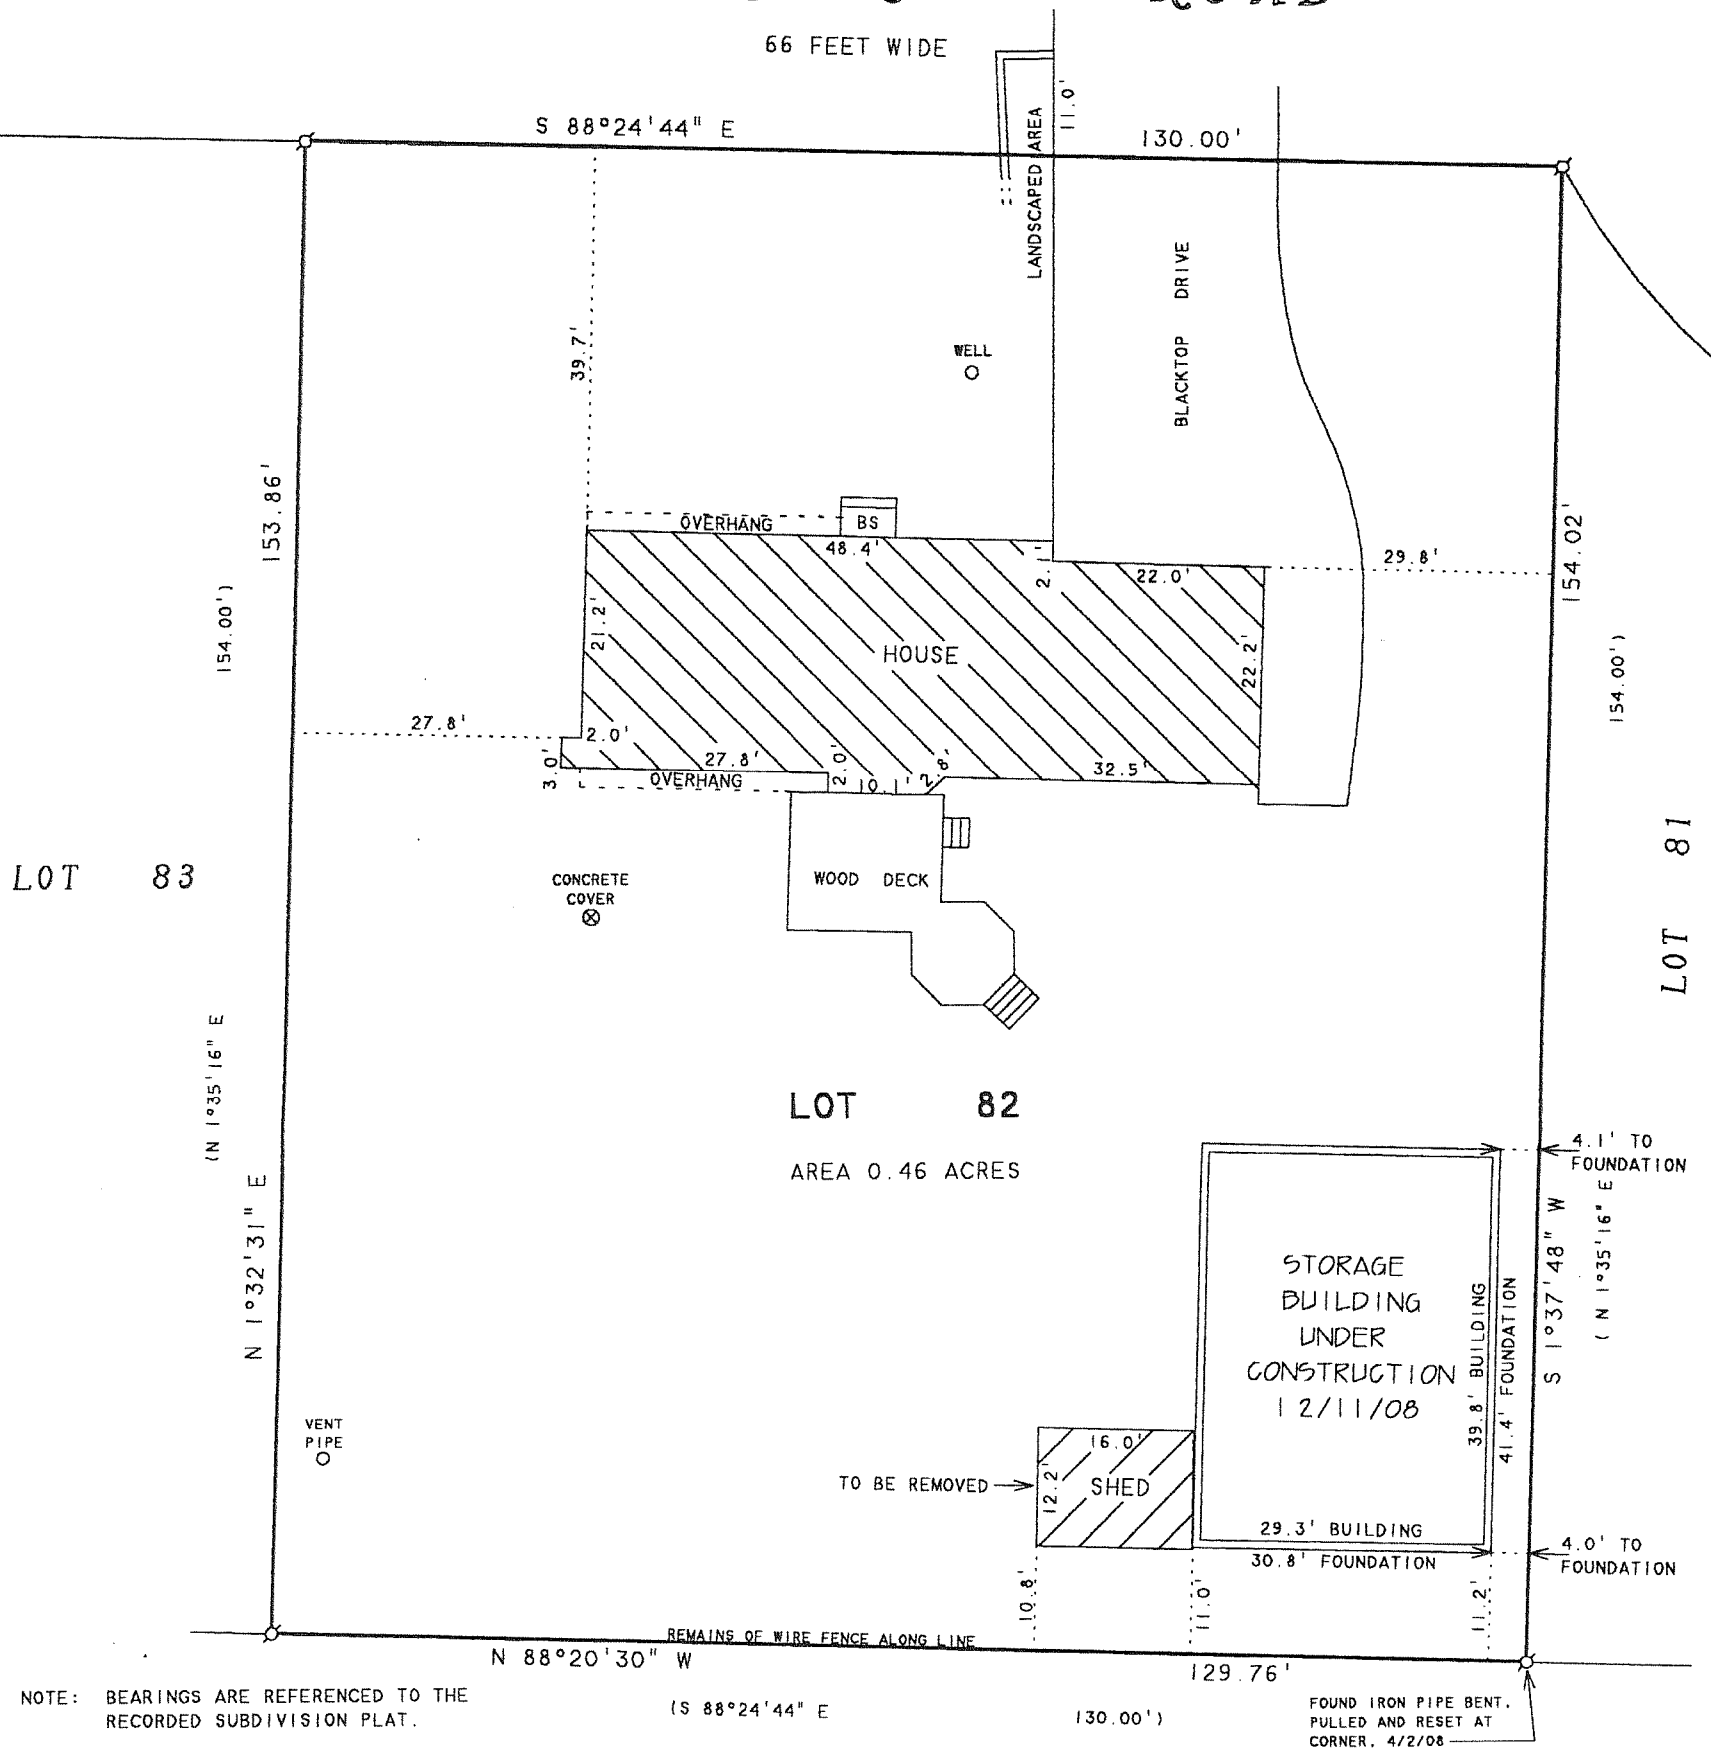 66 FEET WIDE
S 88°24'44" E
130.00'
11.0'
LANDSCAPED AREA
BLACKTOP DRIVE
39.7'
WELL
153.86'
(154.00')
OVERHANG
BS
48.4'
2.1'
22.0'
29.8'
154.02'
(154.00')
21.2'
HOUSE
22.2'
27.8'
2.0'
3.0'
27.8'
OVERHANG
2.0'
10.1'
2.8'
32.5'
LOT 83
CONCRETE
COVER
WOOD DECK
LOT 81
(N 1°35'16" E
N 1°32'31" E
LOT 82
AREA 0.46 ACRES
4.1' TO
FOUNDATION
S 1°37'48" W
(N 1°35'16" E
STORAGE
BUILDING
UNDER
CONSTRUCTION
12/11/08
39.8' BUILDING
41.4' FOUNDATION
VENT
PIPE
16.0'
TO BE REMOVED
12.2'
SHED
29.3' BUILDING
30.8' FOUNDATION
4.0' TO
FOUNDATION
10.8'
11.0'
11.2'
REMAINS OF WIRE FENCE ALONG LINE
N 88°20'30" W
129.76'
(S 88°24'44" E
130.00')
NOTE: BEARINGS ARE REFERENCED TO THE
RECORDED SUBDIVISION PLAT.
FOUND IRON PIPE BENT.
PULLED AND RESET AT
CORNER. 4/2/08